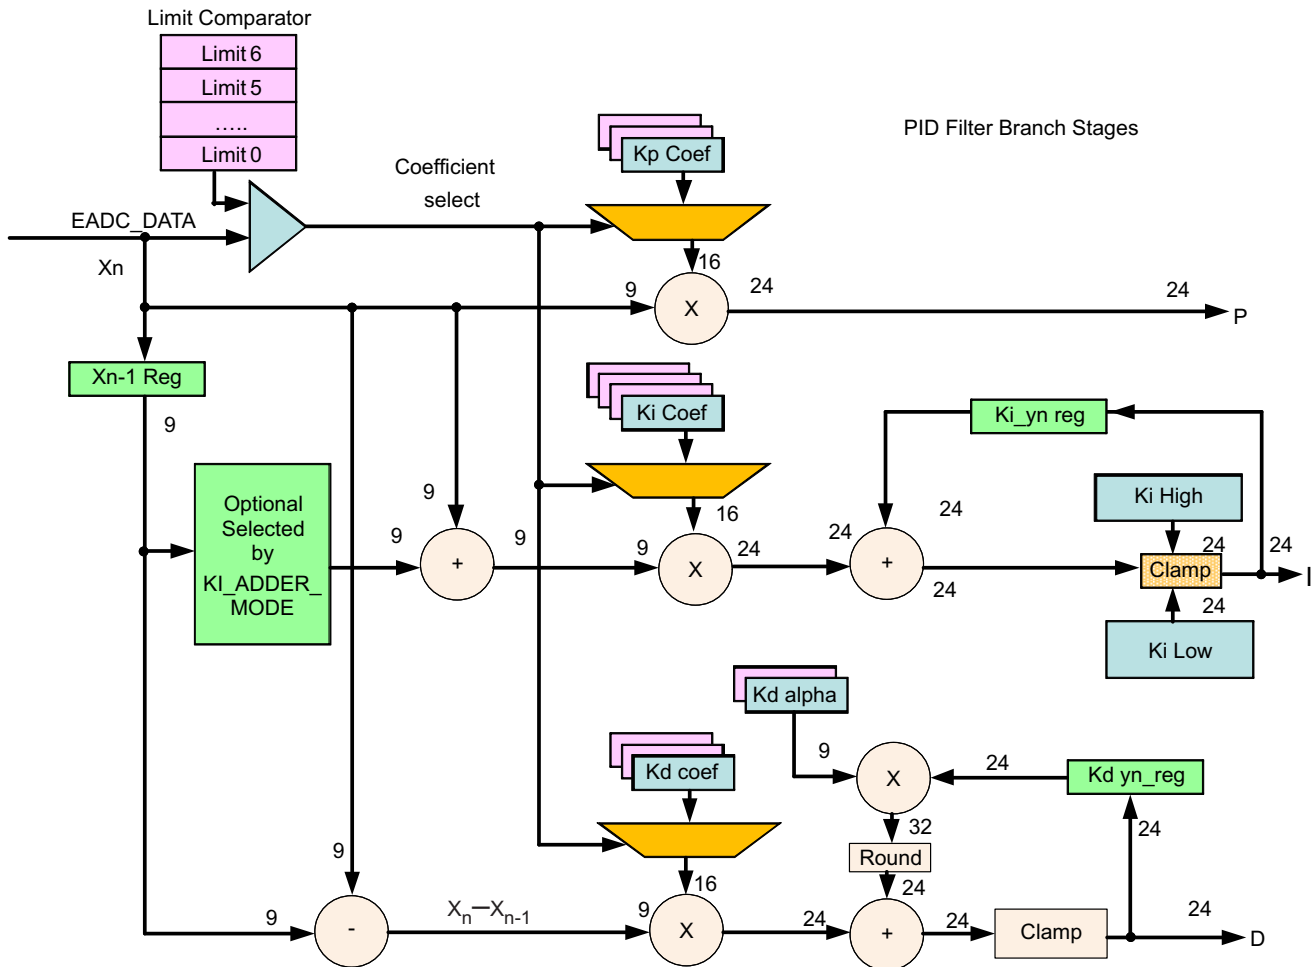 Limit Comparator
Limit 6
Limit 5
.....
Limit 0
PID Filter Branch Stages
Kp Coef
Coefficient
select
EADC_DATA
Xn
16
9
24
24
X
P
Xn-1 Reg
9
Ki Coef
Ki_yn reg
Optional
Selected
by
KI_ADDER_
MODE
9
16
24
Ki High
9
9
9
24
24
24
24
+
X
+
Clamp
I
24
24
Ki Low
Kd alpha
9
Kd coef
X
24
Kd yn_reg
32
24
Round
9
16
24
Xn—Xn-1
9
9
24
24
24
-
X
+
Clamp
D